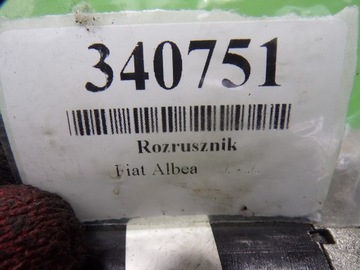 340751
Rozrusznik
Fiat Albea